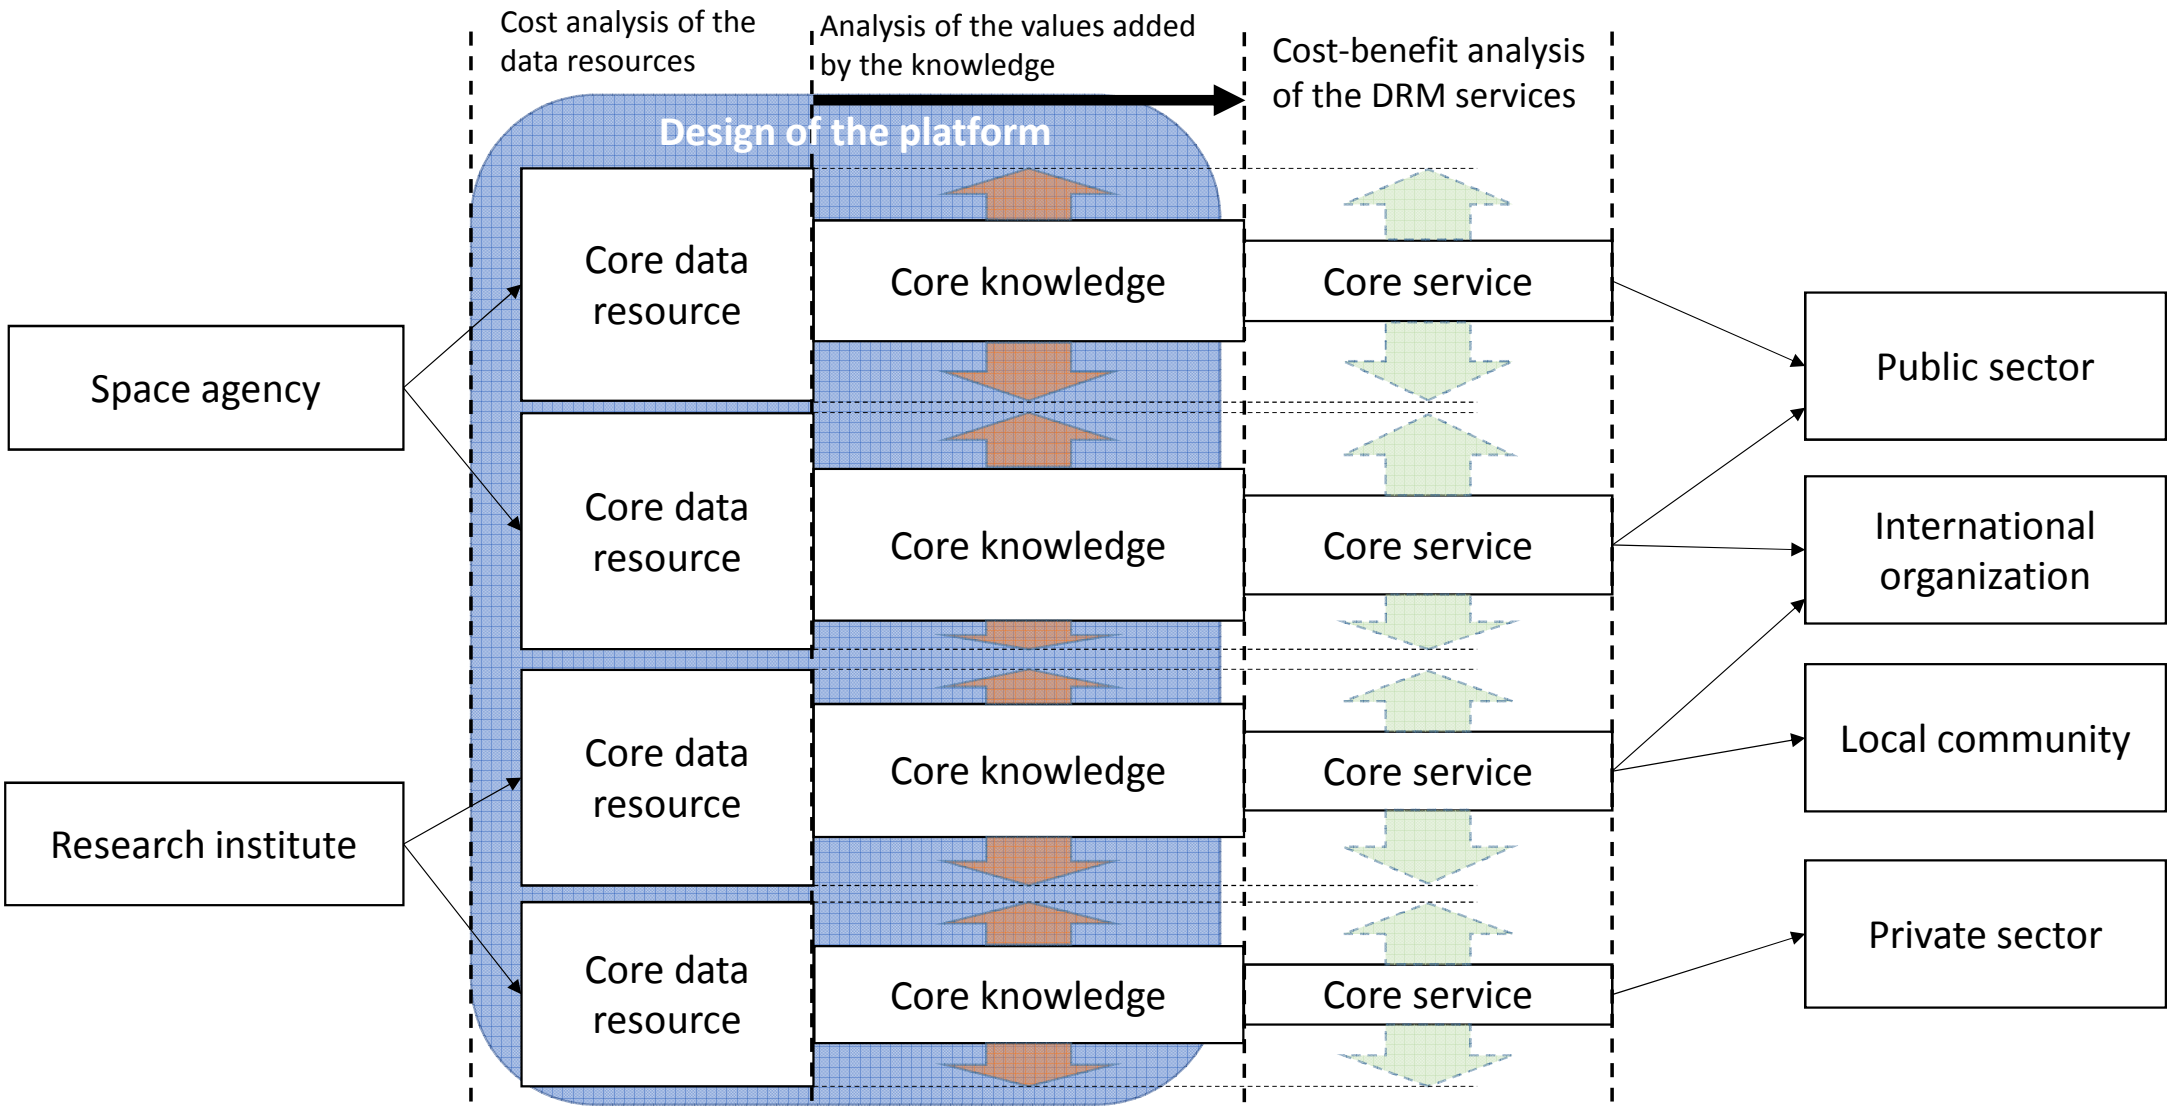 Cost analysis of the
data resources
Analysis of the values added
by the knowledge
Cost-benefit analysis
of the DRM services
Design of the platform
Space agency
Research institute
Core data
resource
Core knowledge
Core service
Core data
resource
Core knowledge
Core service
Core data
resource
Core knowledge
Core service
Core data
resource
Core knowledge
Core service
Public sector
International
organization
Local community
Private sector